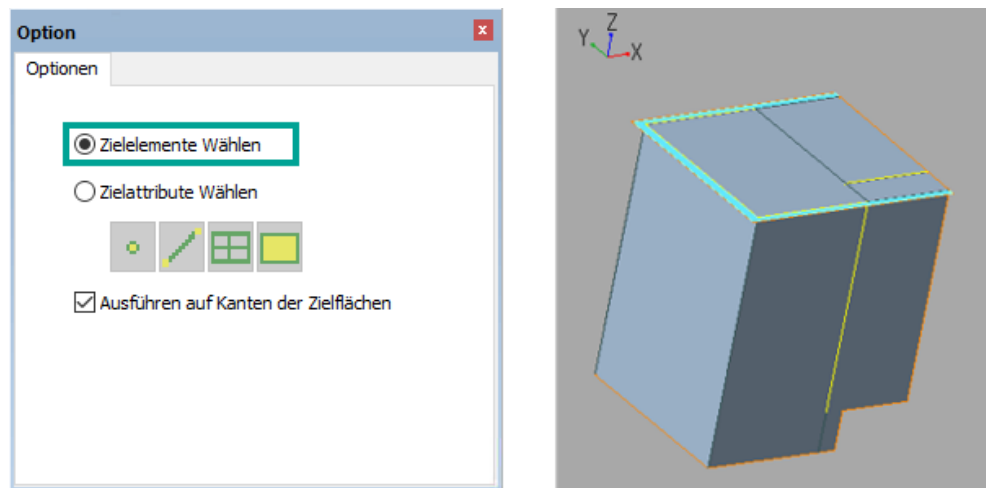 Option
x
Optionen
Zielelemente Wählen
Zielattribute Wählen
Ausführen auf Kanten der Zielflächen
Z
Y
X